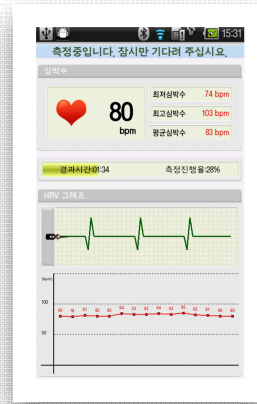 15:31
측정중입니다. 잠시만 기다려 주십시요.
심박수
80
bpm
최저심박수 74 bpm
최고심박수 103 bpm
평균심박수 83 bpm
경과시간:01:34 측정진행율:28%
HRV 그래프
100
50